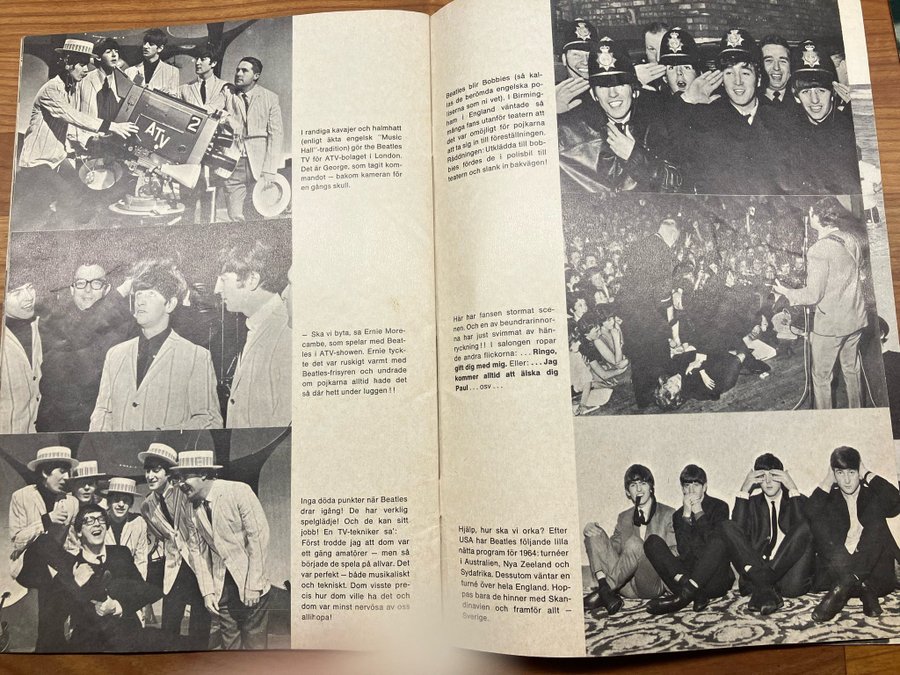 ATV
2
I randiga kavajer och halmhatt
(enligt äkta engelsk "Music
Hall"-tradition) gör the Beatles
TV för ATV-bolaget i London.
Det är George, som tagit kom-
mandot — bakom kameran för
en gångs skull.
— Ska vi byta, sa Ernie More-
cambe, som spelar med Beat-
les i ATV-showen. Ernie tyck-
te det var ruskigt varmt med
Beatles-frisyren och undrade
om pojkarna alltid hade det
så där hett under luggen!!
Inga döda punkter när Beatles
drar igång! De har verklig
spelglädje! Och de kan sitt
jobb! En TV-tekniker sa':
Först trodde jag att dom var
ett gäng amatörer — men så
började de spela på allvar. Det
var perfekt — både musikaliskt
och tekniskt. Dom visste pre-
cis hur dom ville ha det och
dom var minst nervösa av oss
allihopa!
Beatles blir Bobbies (så kal-
las de berömda engelska po-
liserna som ni vet). I Birming-
ham i England väntade så
många fans utanför teatern att
det var omöjligt för pojkarna
att ta sig in till föreställningen.
Räddningen: Utklädda till bob-
bies fördes de i polisbil till
teatern och slank in bakvägen!
Här har fansen stormat sce-
nen. Och en av beundrarinnor-
na har just svimmat av hän-
ryckning!! I salongen ropar
de andra flickorna: ... Ringo,
gift dig med mig. Eller: ... Jag
kommer alltid att älska dig
Paul ... osv ...
Hjälp, hur ska vi orka? Efter
USA har Beatles följande lilla
nätta program för 1964: turnéer
i Australien, Nya Zeeland och
Sydafrika. Dessutom väntar en
turné över hela England. Hop-
pas bara de hinner med Skan-
dinavien och framför allt —
Sverige.